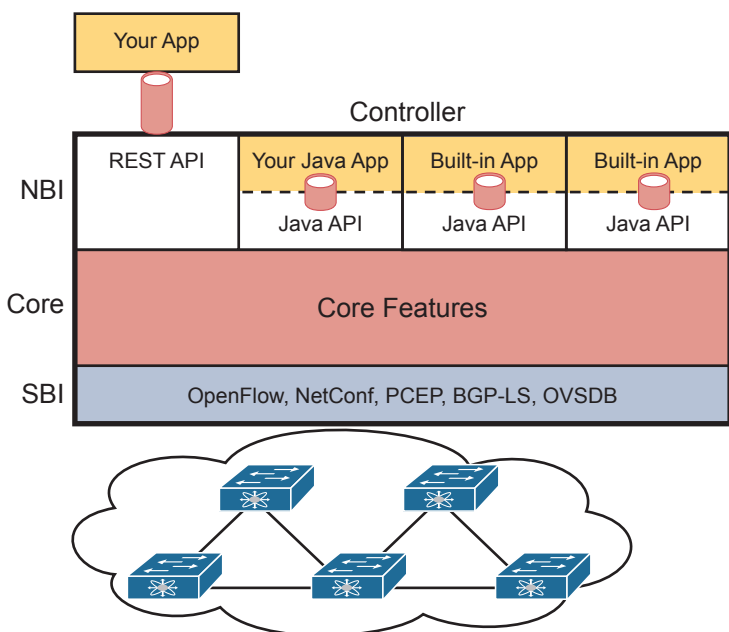 Your App
Controller
NBI
REST API
Your Java App
Built-in App
Built-in App
Java API
Java API
Java API
Core
Core Features
SBI
OpenFlow, NetConf, PCEP, BGP-LS, OVSDB